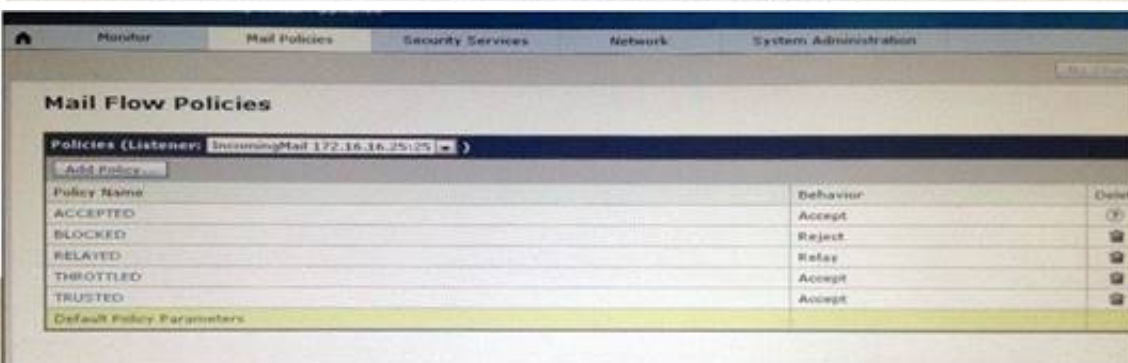 Monitor Mail Policies Security Services Network System Administration
Mail Flow Policies
Policies (Listener: IncomingMail 172.16.16.25:25 )
Add Policy...
Policy Name Behavior Delet
ACCEPTED Accept
BLOCKED Reject
RELAYED Relay
THROTTLED Accept
TRUSTED Accept
Default Policy Parameters